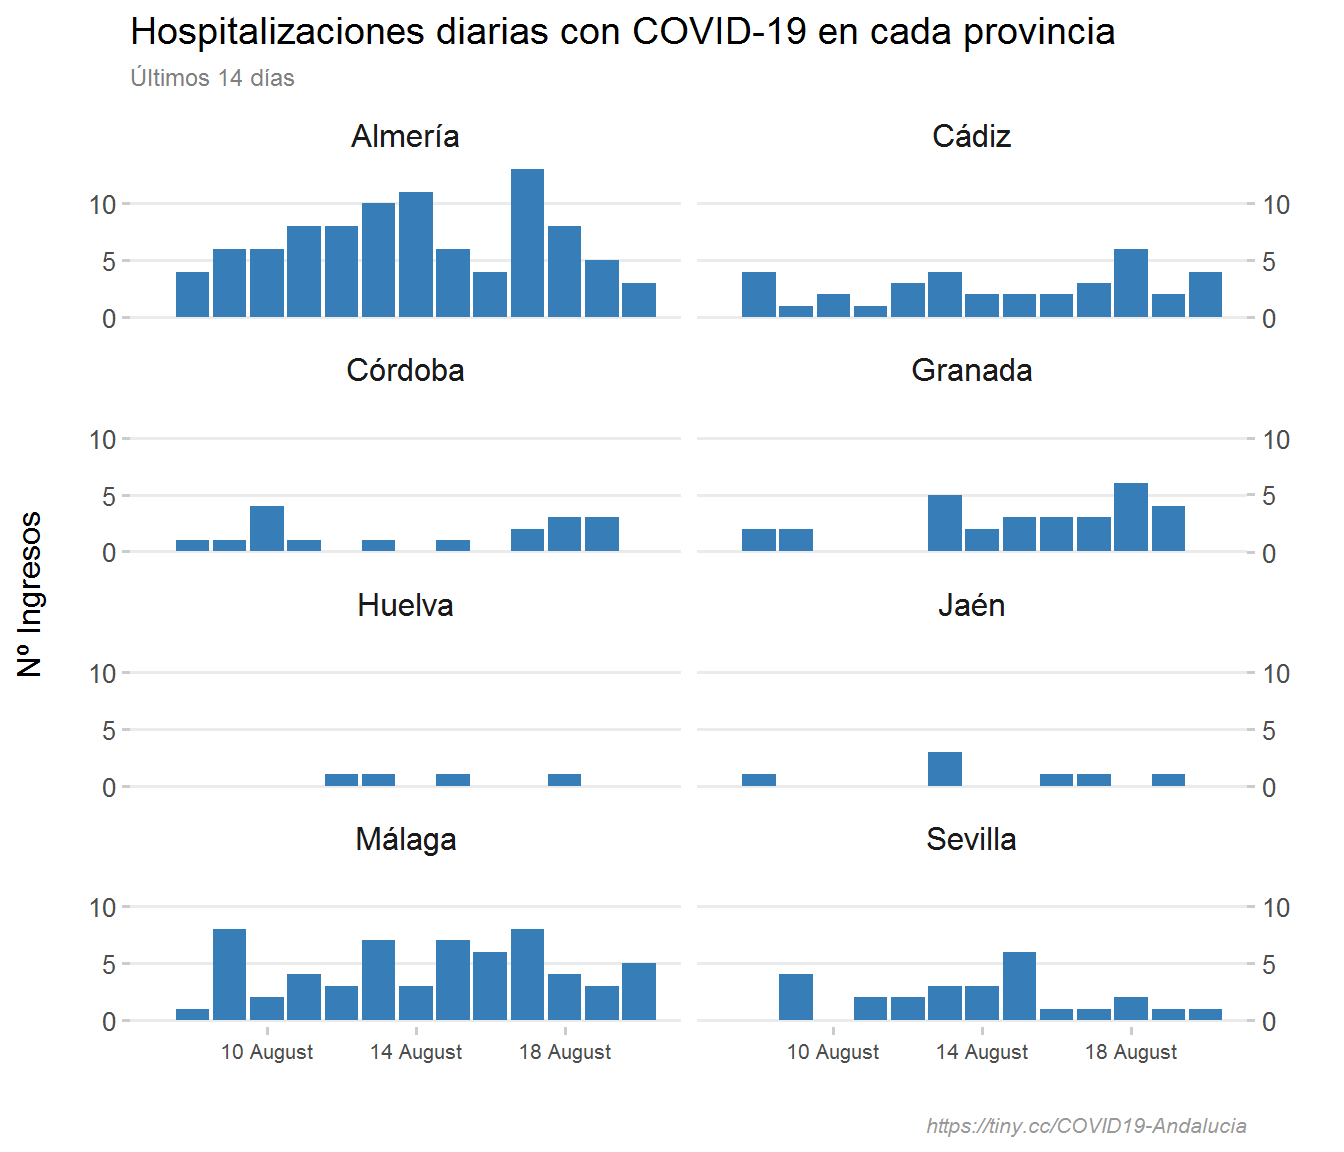 Hospitalizaciones diarias con COVID-19 en cada provincia
Últimos 14 días
Almería
Cádiz
10
5
0
10
5
0
Córdoba
Granada
10
5
0
10
5
0
Nº Ingresos
Huelva
Jaén
10
5
0
10
5
0
Málaga
Sevilla
10
5
0
10
5
0
10 August
14 August
18 August
10 August
14 August
18 August
https://tiny.cc/COVID19-Andalucia